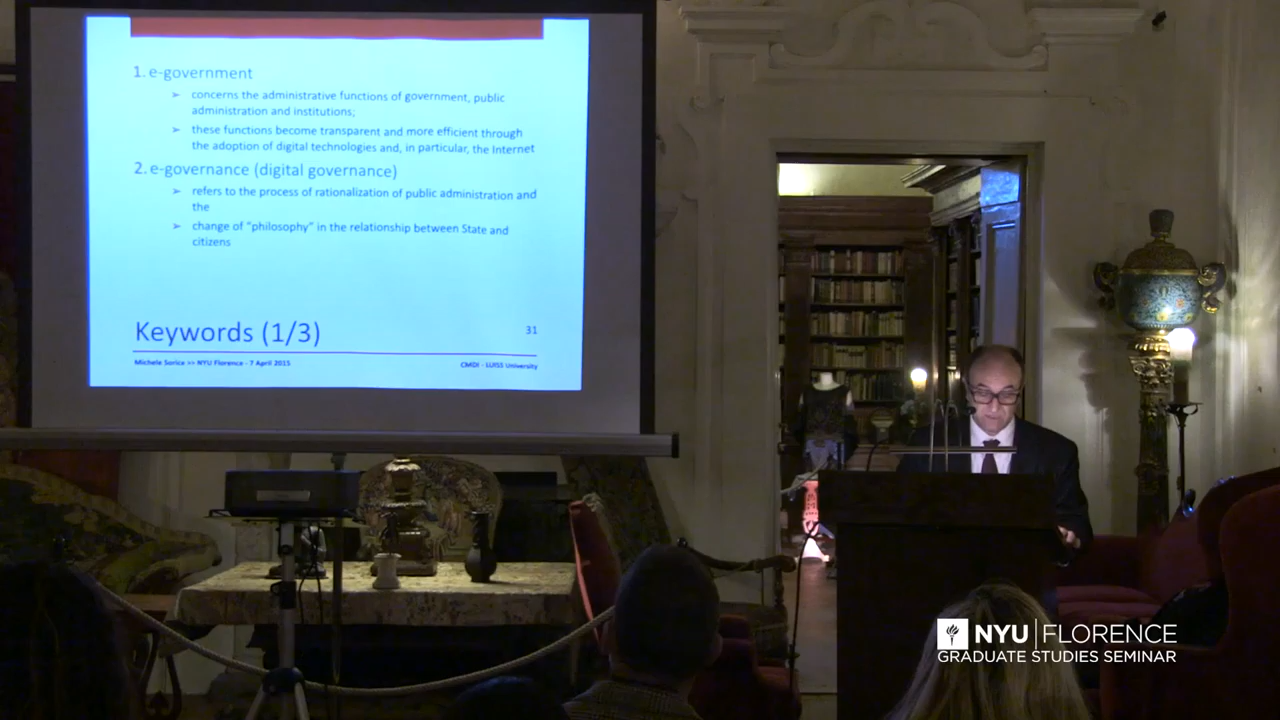 1. e-government
➢ concerns the administrative functions of government, public
administration and institutions;
➢ these functions become transparent and more efficient through
the adoption of digital technologies and, in particular, the Internet
2. e-governance (digital governance)
➢ refers to the process of rationalization of public administration and
the
➢ change of "philosophy" in the relationship between State and
citizens
Keywords (1/3)
31
Michele Sorice >> NYU Florence - 7 April 2015
CMDI - LUISS University
NYU FLORENCE
GRADUATE STUDIES SEMINAR